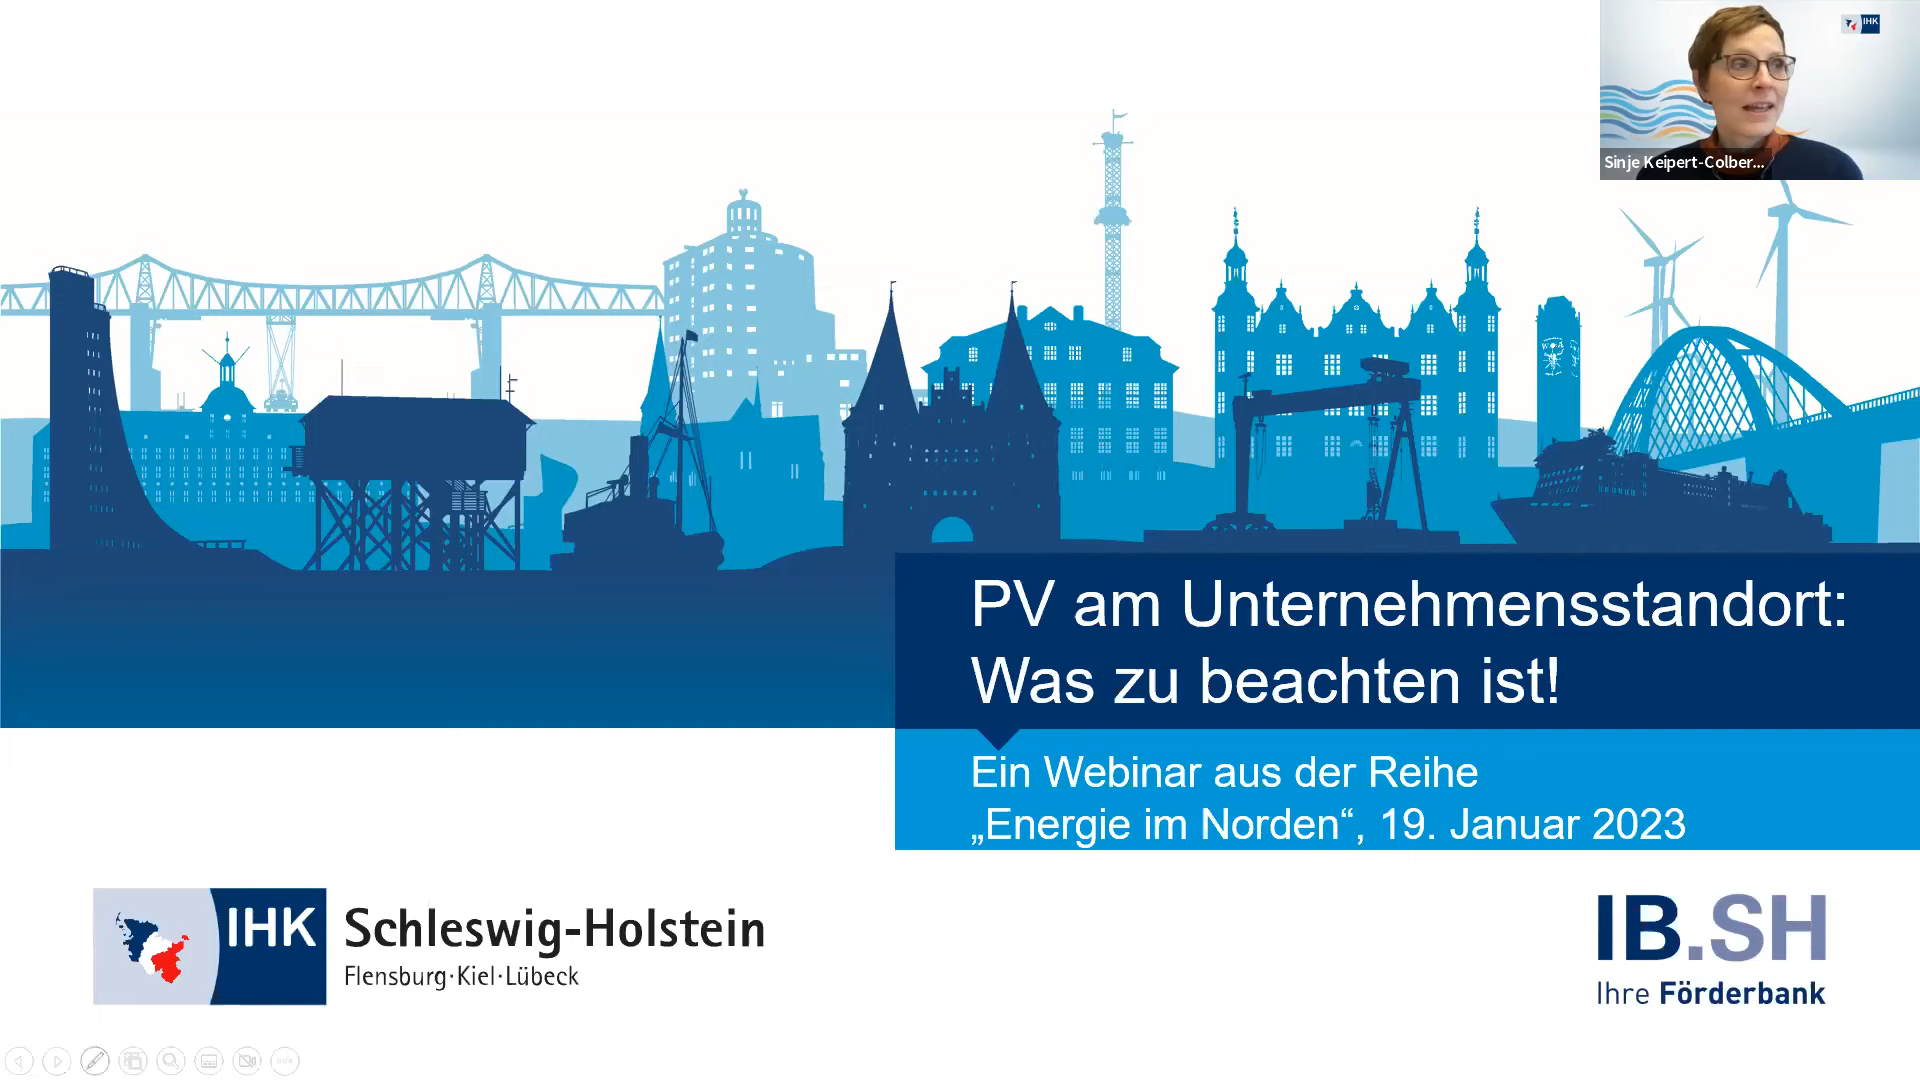 IHK
Sinje Keipert-Colber...
PV am Unternehmensstandort:
Was zu beachten ist!
Ein Webinar aus der Reihe
„Energie im Norden“, 19. Januar 2023
IHK
Schleswig-Holstein
Flensburg·Kiel·Lübeck
IB.SH
Ihre Förderbank